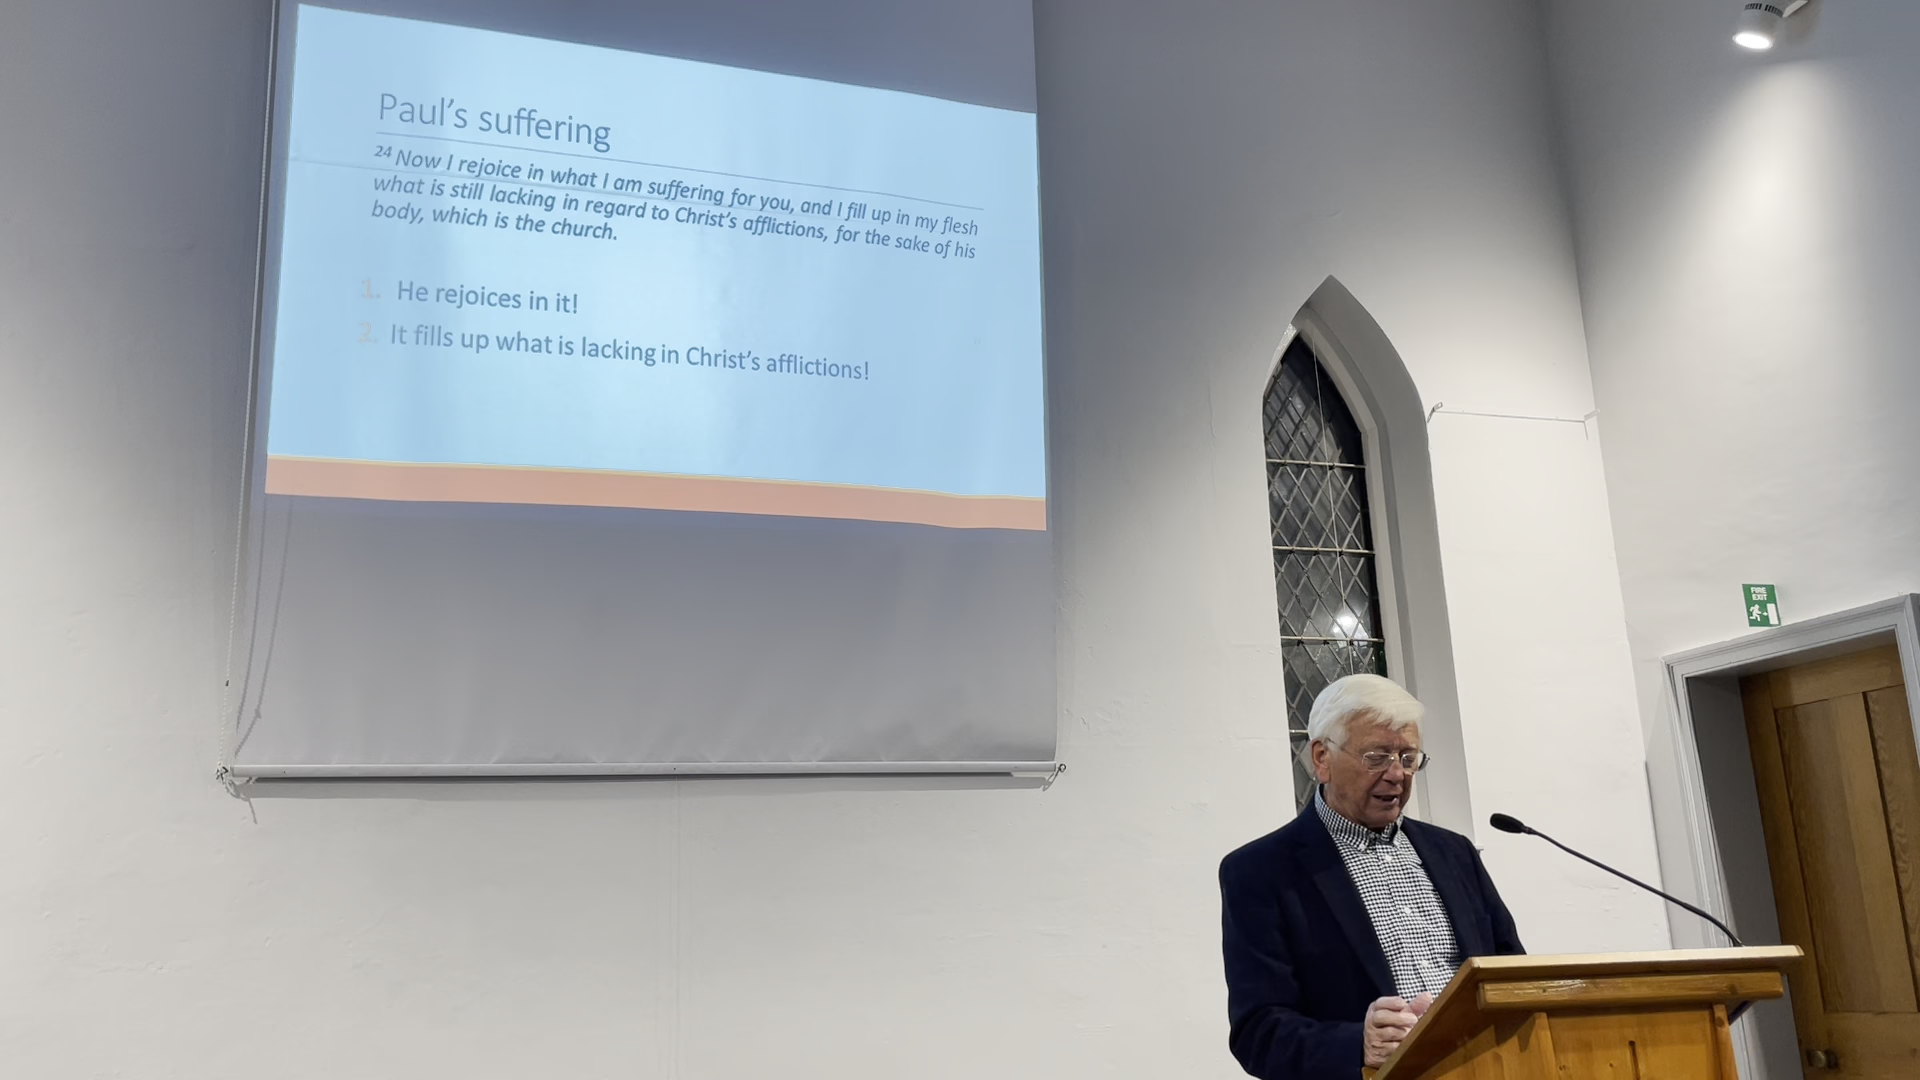 Paul's suffering
24 Now I rejoice in what I am suffering for you, and I fill up in my flesh
what is still lacking in regard to Christ's afflictions, for the sake of his
body, which is the church.
1. He rejoices in it!
2. It fills up what is lacking in Christ's afflictions!
FIRE
EXIT